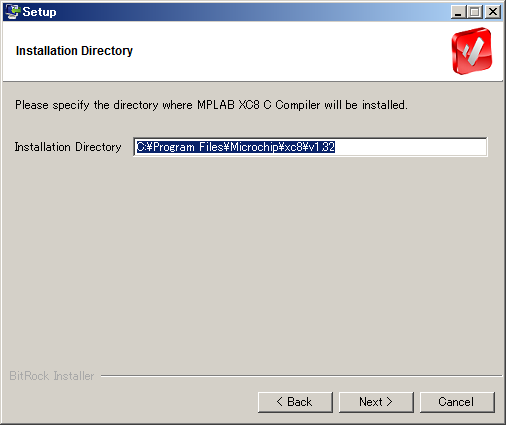 Setup
Installation Directory
Please specify the directory where MPLAB XC8 C Compiler will be installed.
Installation Directory C:¥Program Files¥Microchip¥xc8¥v1.32
BitRock Installer
< Back Next > Cancel